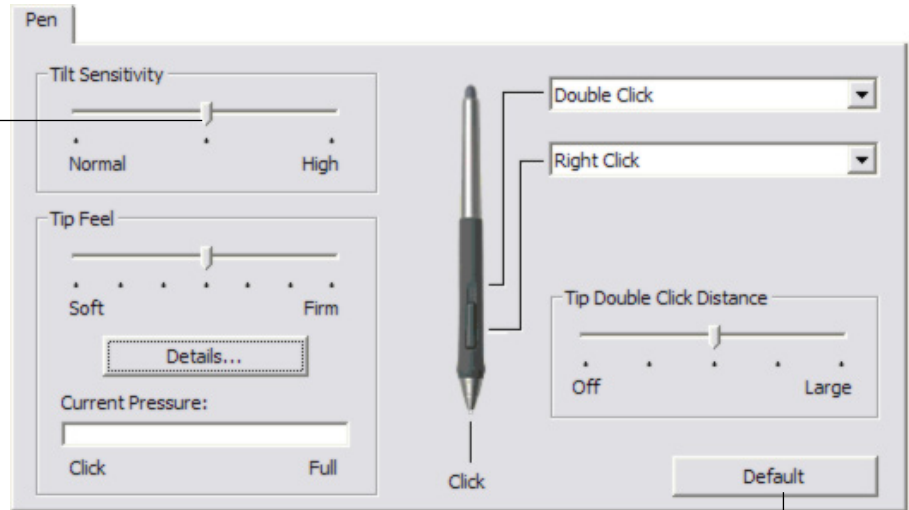 Pen
Tilt Sensitivity
Normal High
Tip Feel
Soft Firm
Details...
Current Pressure:
Click Full
Click
Double Click
Right Click
Tip Double Click Distance
Off Large
Default